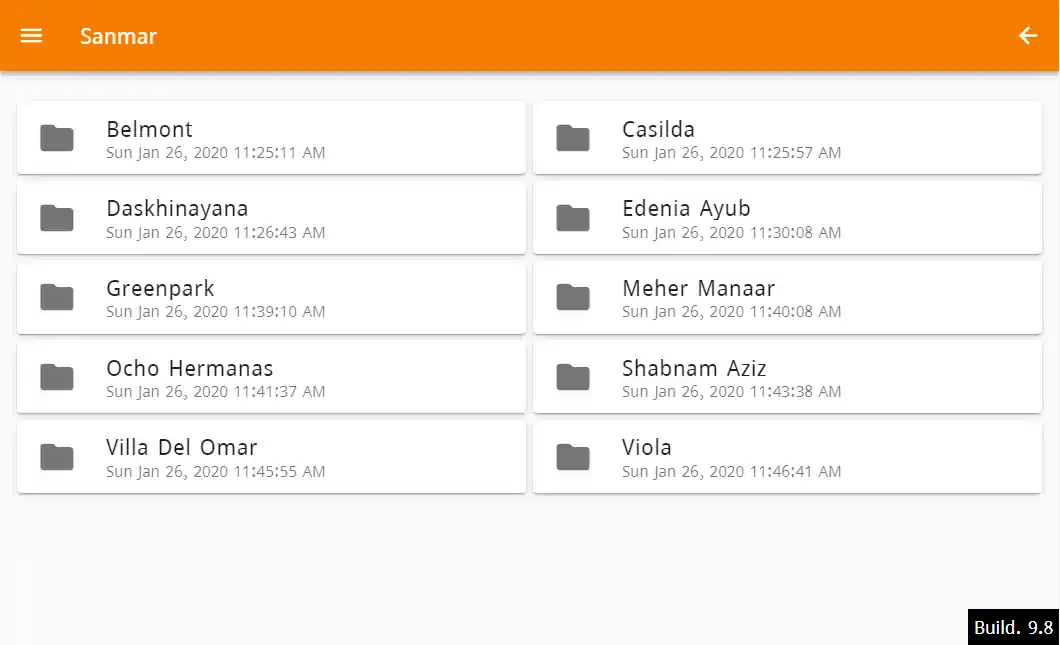 Sanmar
Belmont
Sun Jan 26, 2020 11:25:11 AM
Casilda
Sun Jan 26, 2020 11:25:57 AM
Daskhinayana
Sun Jan 26, 2020 11:26:43 AM
Edenia Ayub
Sun Jan 26, 2020 11:30:08 AM
Greenpark
Sun Jan 26, 2020 11:39:10 AM
Meher Manaar
Sun Jan 26, 2020 11:40:08 AM
Ocho Hermanas
Sun Jan 26, 2020 11:41:37 AM
Shabnam Aziz
Sun Jan 26, 2020 11:43:38 AM
Villa Del Omar
Sun Jan 26, 2020 11:45:55 AM
Viola
Sun Jan 26, 2020 11:46:41 AM
Build. 9.8